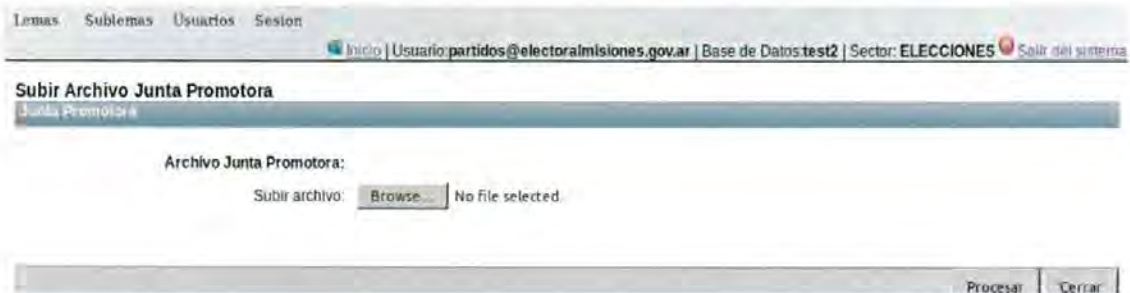 Lemas Sublemas Usuarios Sesion
Inicio | Usuario:partidos@electoralmisiones.gov.ar | Base de Datos:test2 | Sector: ELECCIONES Salir del sistema
Subir Archivo Junta Promotora
Junta Promotora
Archivo Junta Promotora:
Subir archivo: Browse... No file selected.
Procesar Cerrar